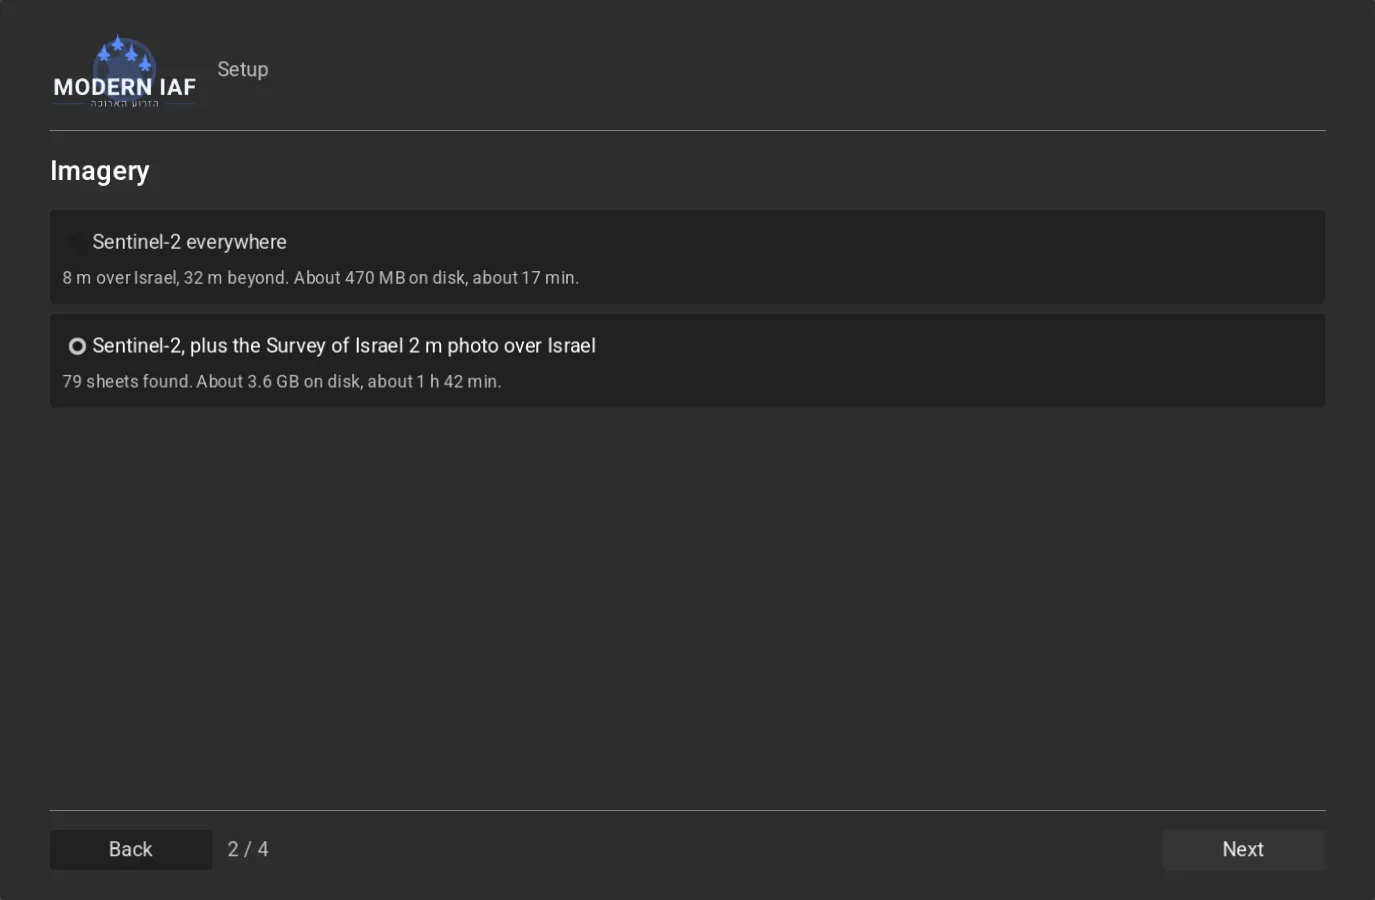 MODERN IAF
הזרוע הארוכה
Setup
Imagery
Sentinel-2 everywhere
8 m over Israel, 32 m beyond. About 470 MB on disk, about 17 min.
Sentinel-2, plus the Survey of Israel 2 m photo over Israel
79 sheets found. About 3.6 GB on disk, about 1 h 42 min.
Back
2 / 4
Next